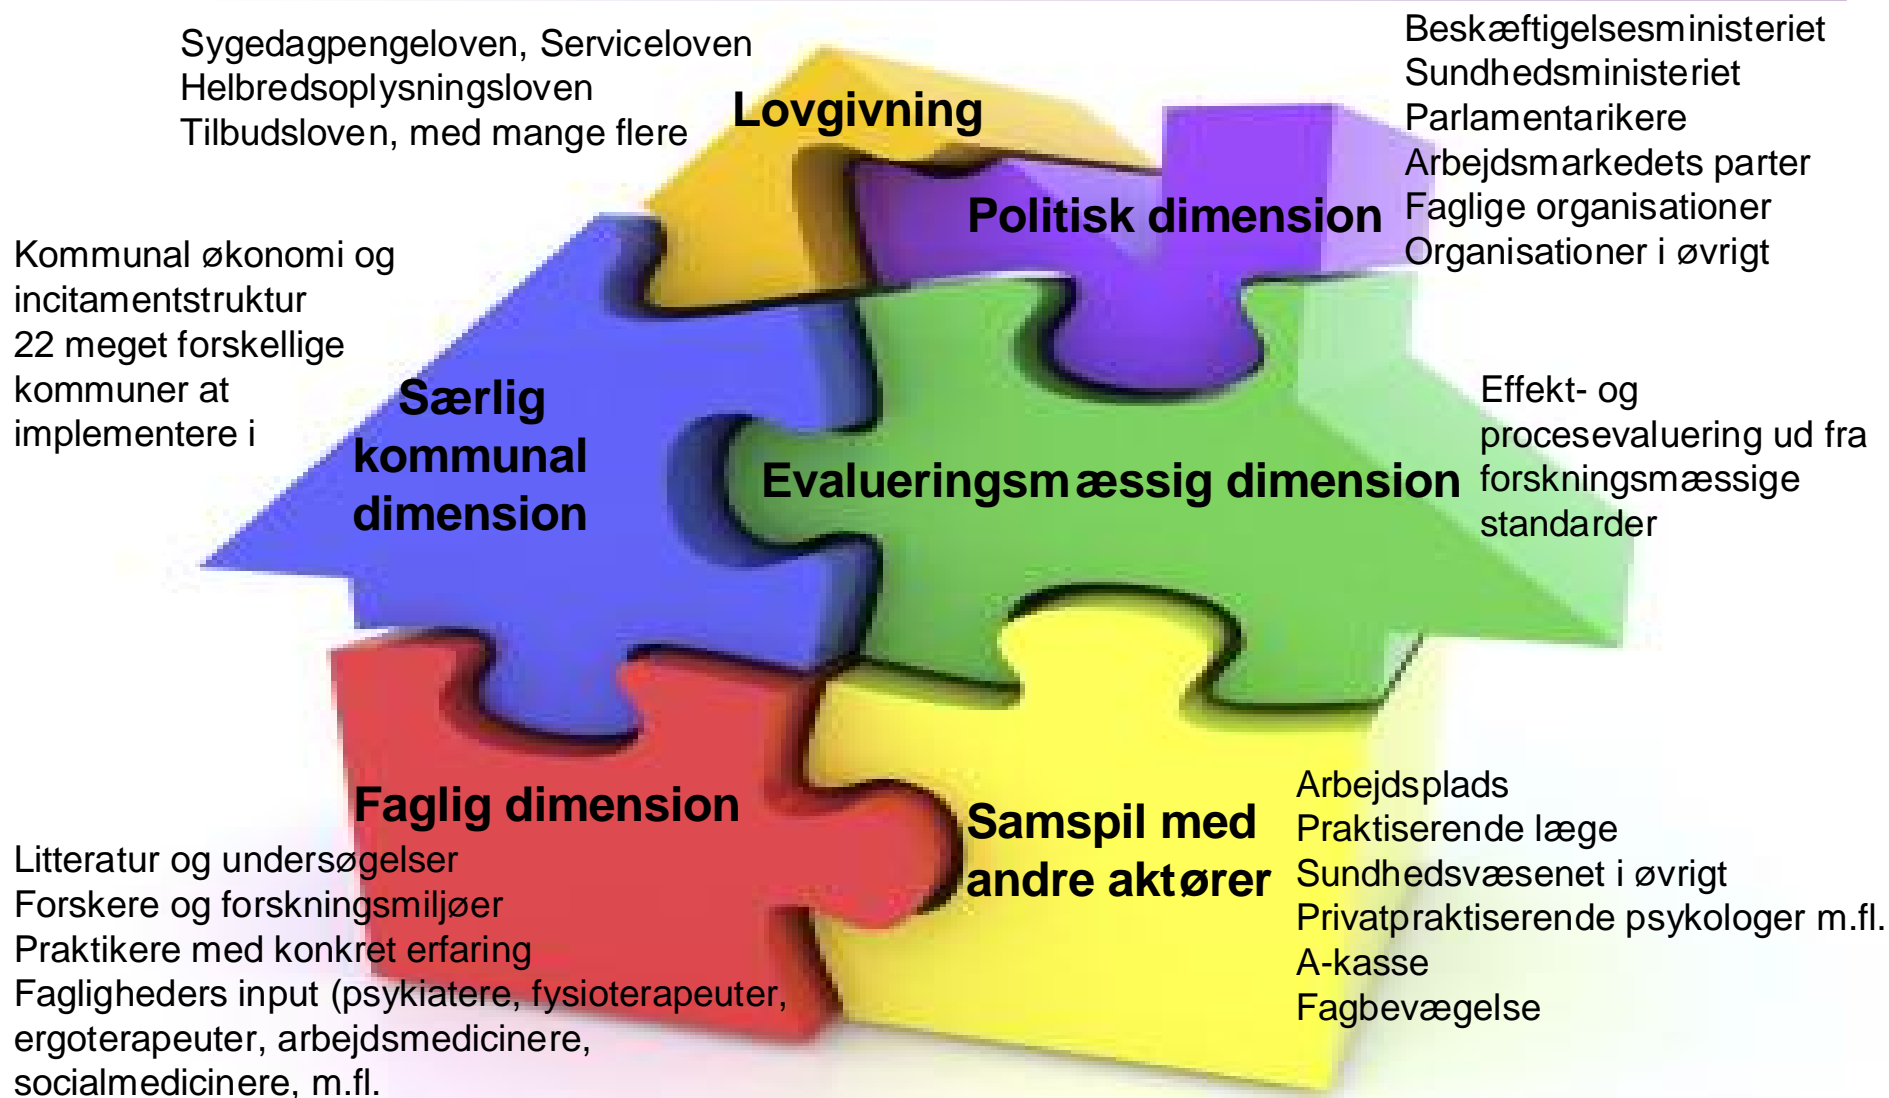 Sygedagpengeloven, Serviceloven
Helbredsoplysningsloven
Tilbudsloven, med mange flere
Lovgivning
Beskæftigelsesministeriet
Sundhedsministeriet
Parlamentarikere
Arbejdsmarkedets parter
Faglige organisationer
Organisationer i øvrigt
Politisk dimension
Kommunal økonomi og
incitamentstruktur
22 meget forskellige
kommuner at
implementere i
Særlig
kommunal
dimension
Evalueringsmæssig dimension
Effekt- og
procesevaluering ud fra
forskningsmæssige
standarder
Faglig dimension
Litteratur og undersøgelser
Forskere og forskningsmiljøer
Praktikere med konkret erfaring
Fagligheders input (psykiatere, fysioterapeuter,
ergoterapeuter, arbejdsmedicinere,
socialmedicinere, m.fl.
Samspil med
andre aktører
Arbejdsplads
Praktiserende læge
Sundhedsvæsenet i øvrigt
Privatpraktiserende psykologer m.fl.
A-kasse
Fagbevægelse